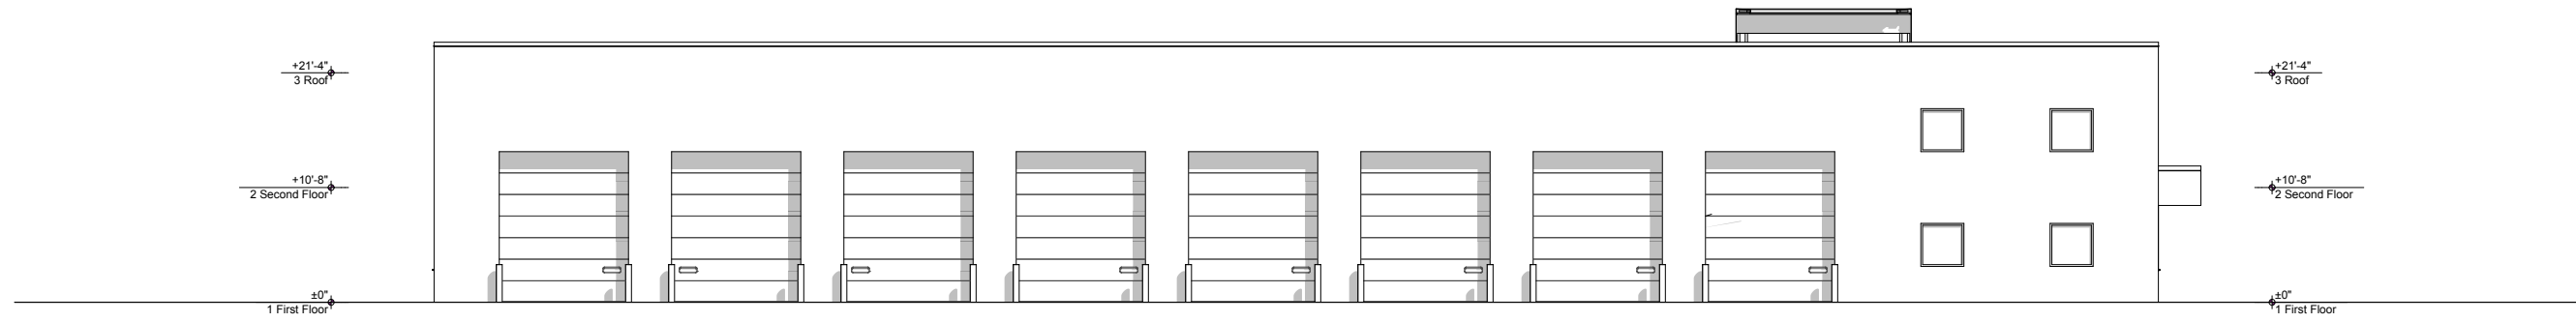 +21'-4"
3 Roof
+10'-8"
2 Second Floor
±0"
1 First Floor
+21'-4"
3 Roof
+10'-8"
2 Second Floor
±0"
1 First Floor